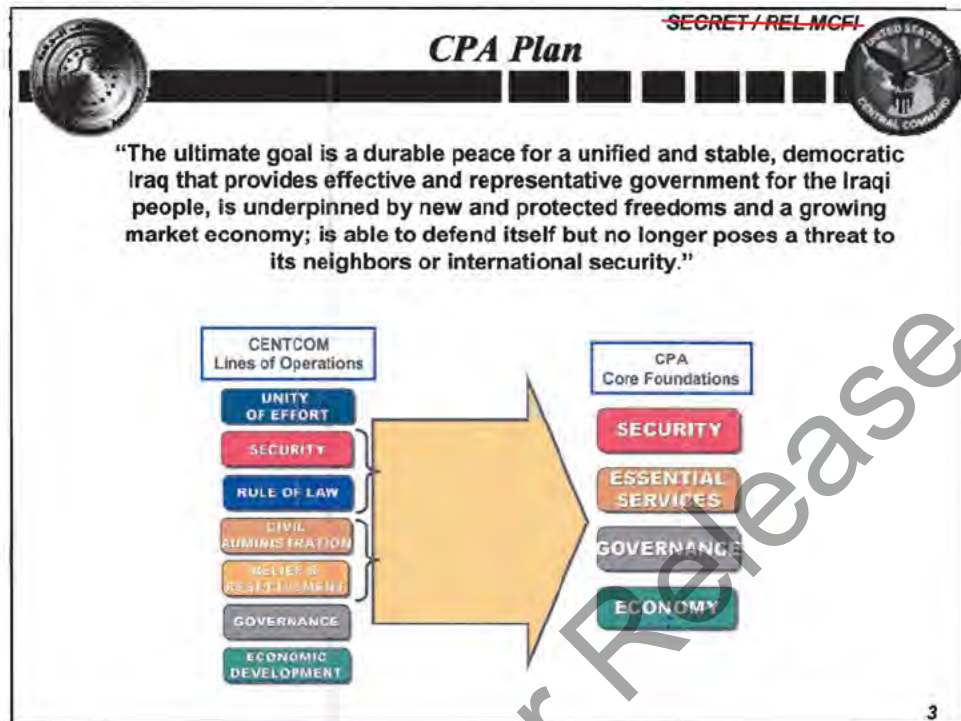 SECRET / REL MCFI
CPA Plan
UNITED STATES
CENTRAL COMMAND
“The ultimate goal is a durable peace for a unified and stable, democratic
Iraq that provides effective and representative government for the Iraqi
people, is underpinned by new and protected freedoms and a growing
market economy; is able to defend itself but no longer poses a threat to
its neighbors or international security.”
CENTCOM
Lines of Operations
UNITY
OF EFFORT
SECURITY
RULE OF LAW
CIVIL
ADMINISTRATION
RELIEF &
RESETTLEMENT
GOVERNANCE
ECONOMIC
DEVELOPMENT
CPA
Core Foundations
SECURITY
ESSENTIAL
SERVICES
GOVERNANCE
ECONOMY
r Release
3